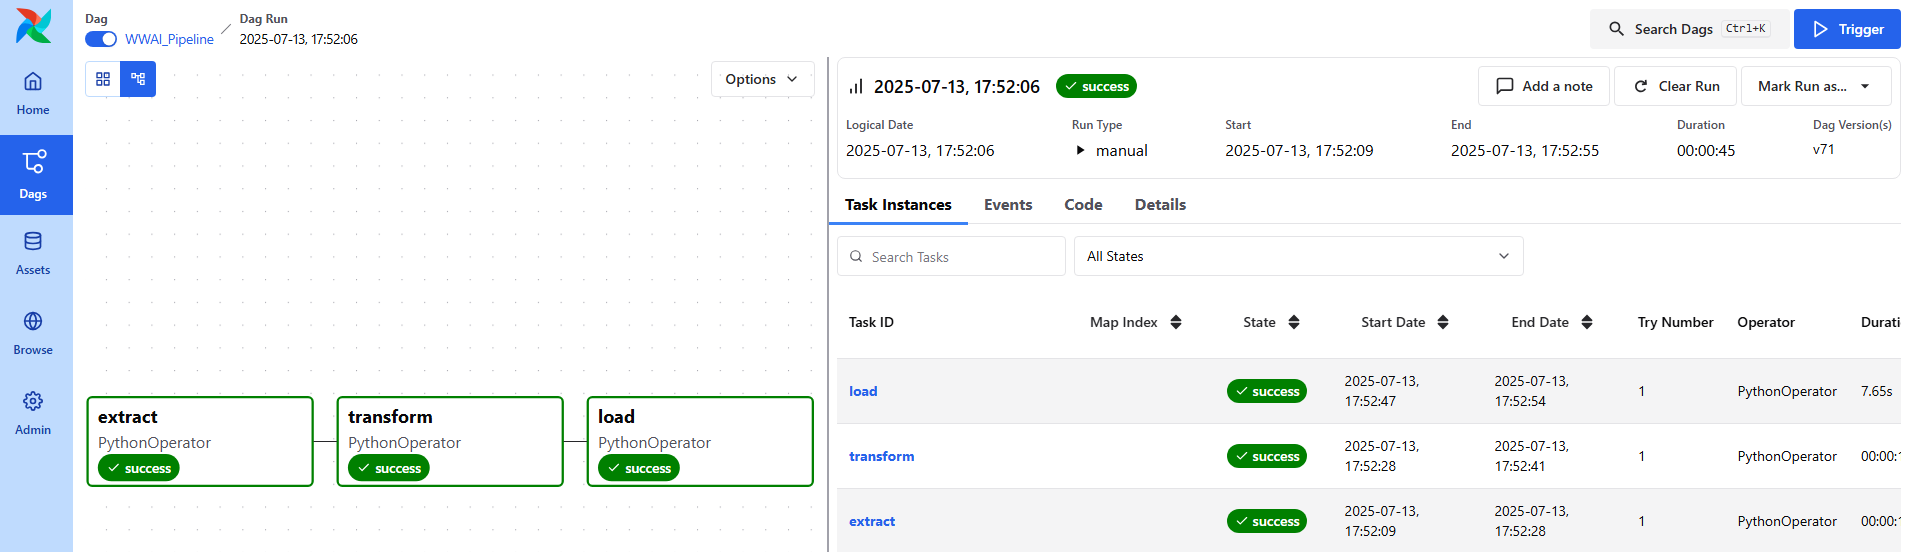 Dag
WWAI_Pipeline
/
Dag Run
2025-07-13, 17:52:06
Search Dags Ctrl+K
Trigger
Home
Dags
Assets
Browse
Admin
Options
extract
PythonOperator
success
transform
PythonOperator
success
load
PythonOperator
success
2025-07-13, 17:52:06 success
Add a note
Clear Run
Mark Run as...
Logical Date Run Type Start End Duration Dag Version(s)
2025-07-13, 17:52:06 manual 2025-07-13, 17:52:09 2025-07-13, 17:52:55 00:00:45 v71
Task Instances Events Code Details
Search Tasks
All States
Task ID Map Index State Start Date End Date Try Number Operator
load success 2025-07-13, 17:52:47 2025-07-13, 17:52:54 1 PythonOperator 7.65s
transform success 2025-07-13, 17:52:28 2025-07-13, 17:52:41 1 PythonOperator
extract success 2025-07-13, 17:52:09 2025-07-13, 17:52:28 1 PythonOperator